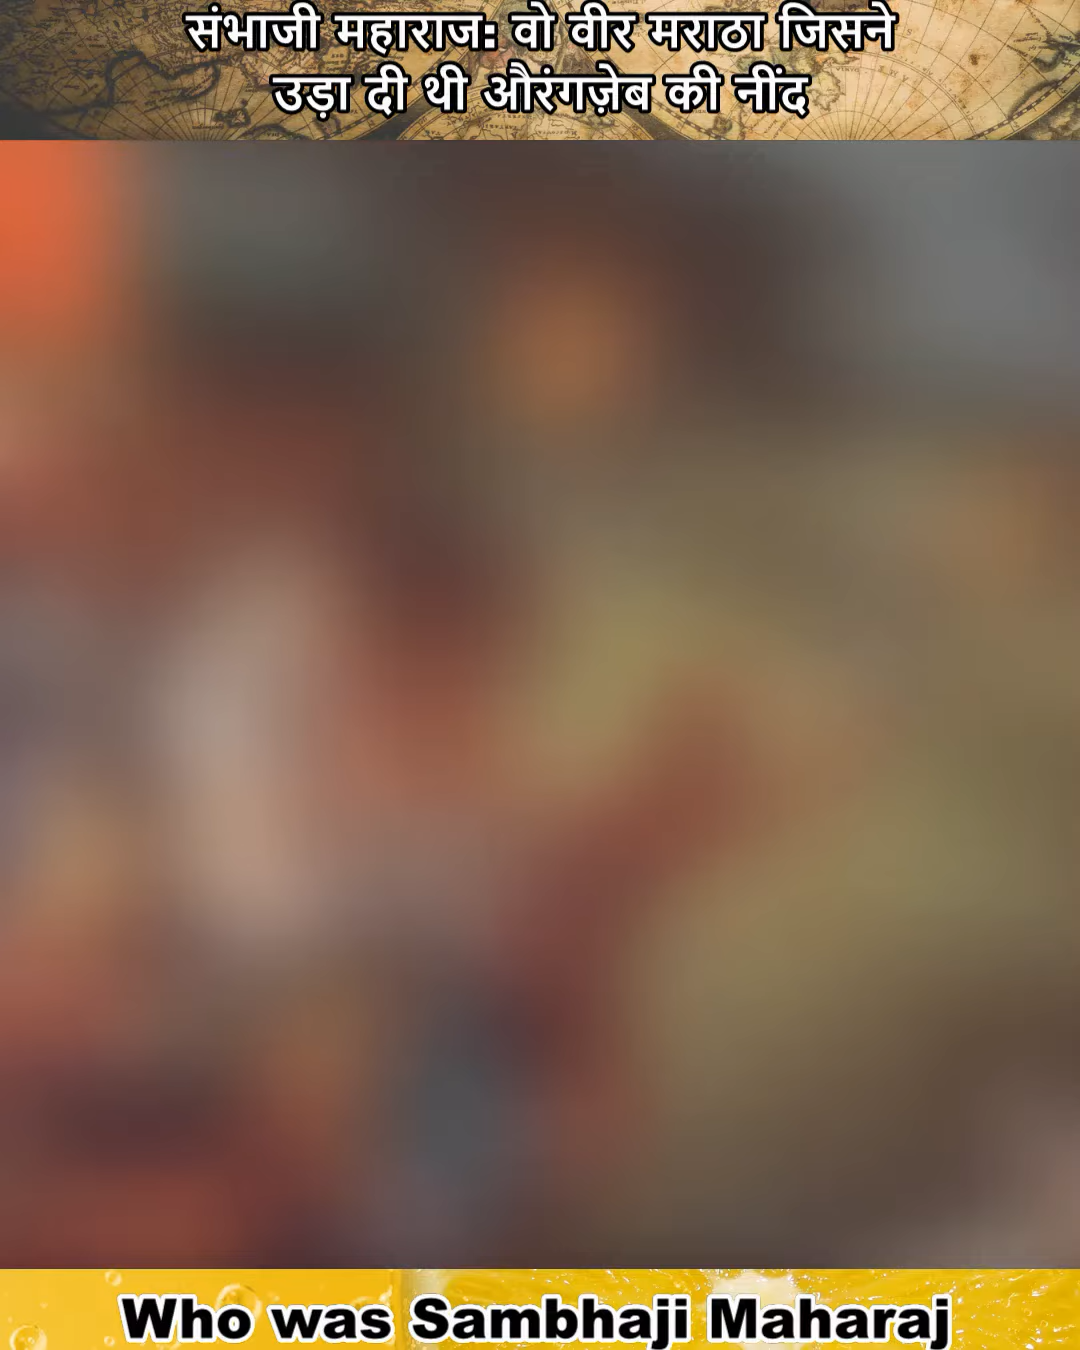 संभाजी महाराज: वो वीर मराठा जिसने
उड़ा दी थी औरंगज़ेब की नींद
Who was Sambhaji Maharaj